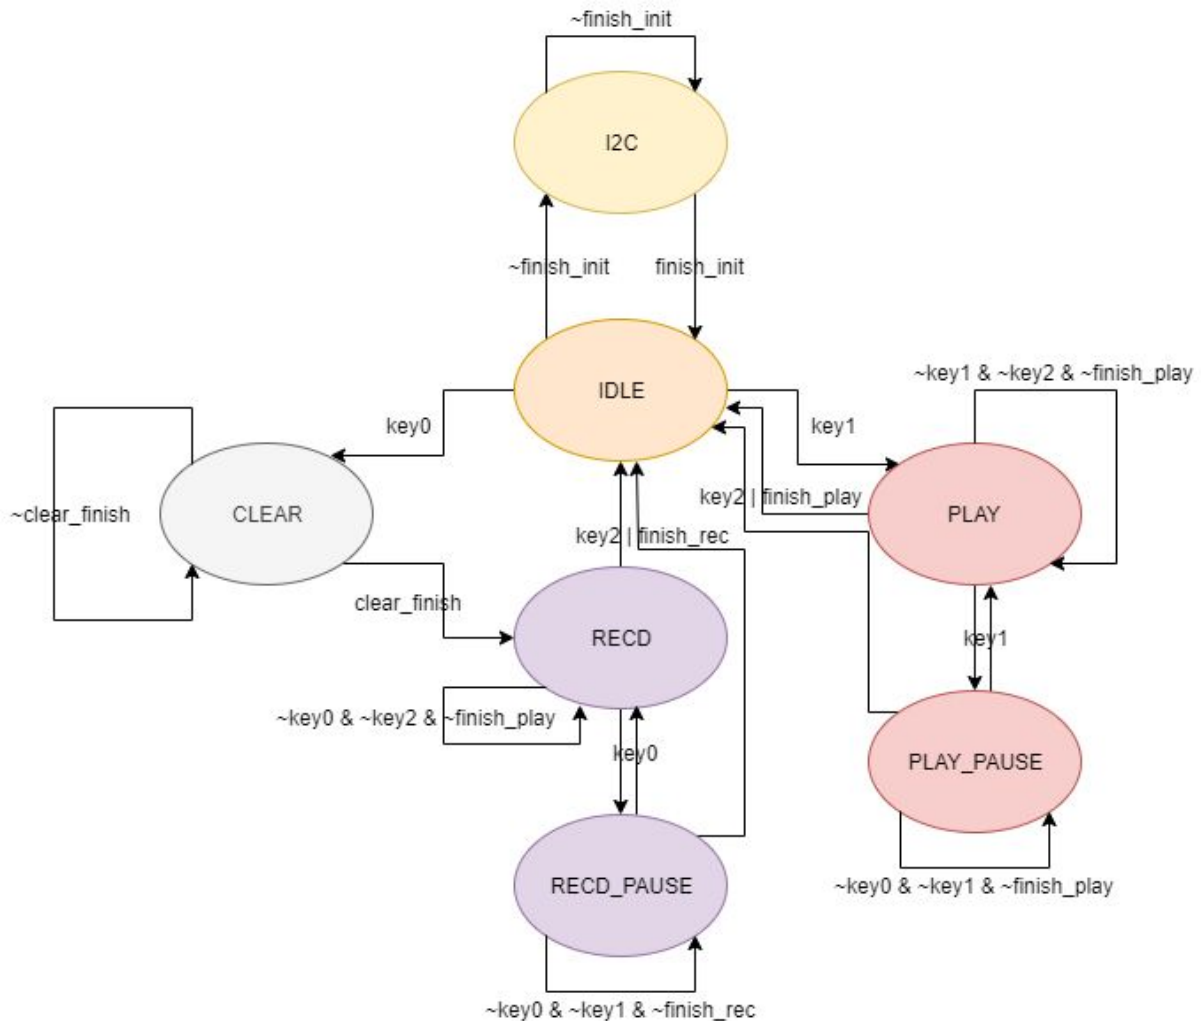 ~finish_init
I2C
~finish_init
finish_init
IDLE
~key1 & ~key2 & ~finish_play
key0
key1
key2 | finish_play
~clear_finish
CLEAR
PLAY
key2 | finish_rec
clear_finish
RECD
key1
~key0 & ~key2 & ~finish_play
key0
PLAY_PAUSE
RECD_PAUSE
~key0 & ~key1 & ~finish_play
~key0 & ~key1 & ~finish_rec